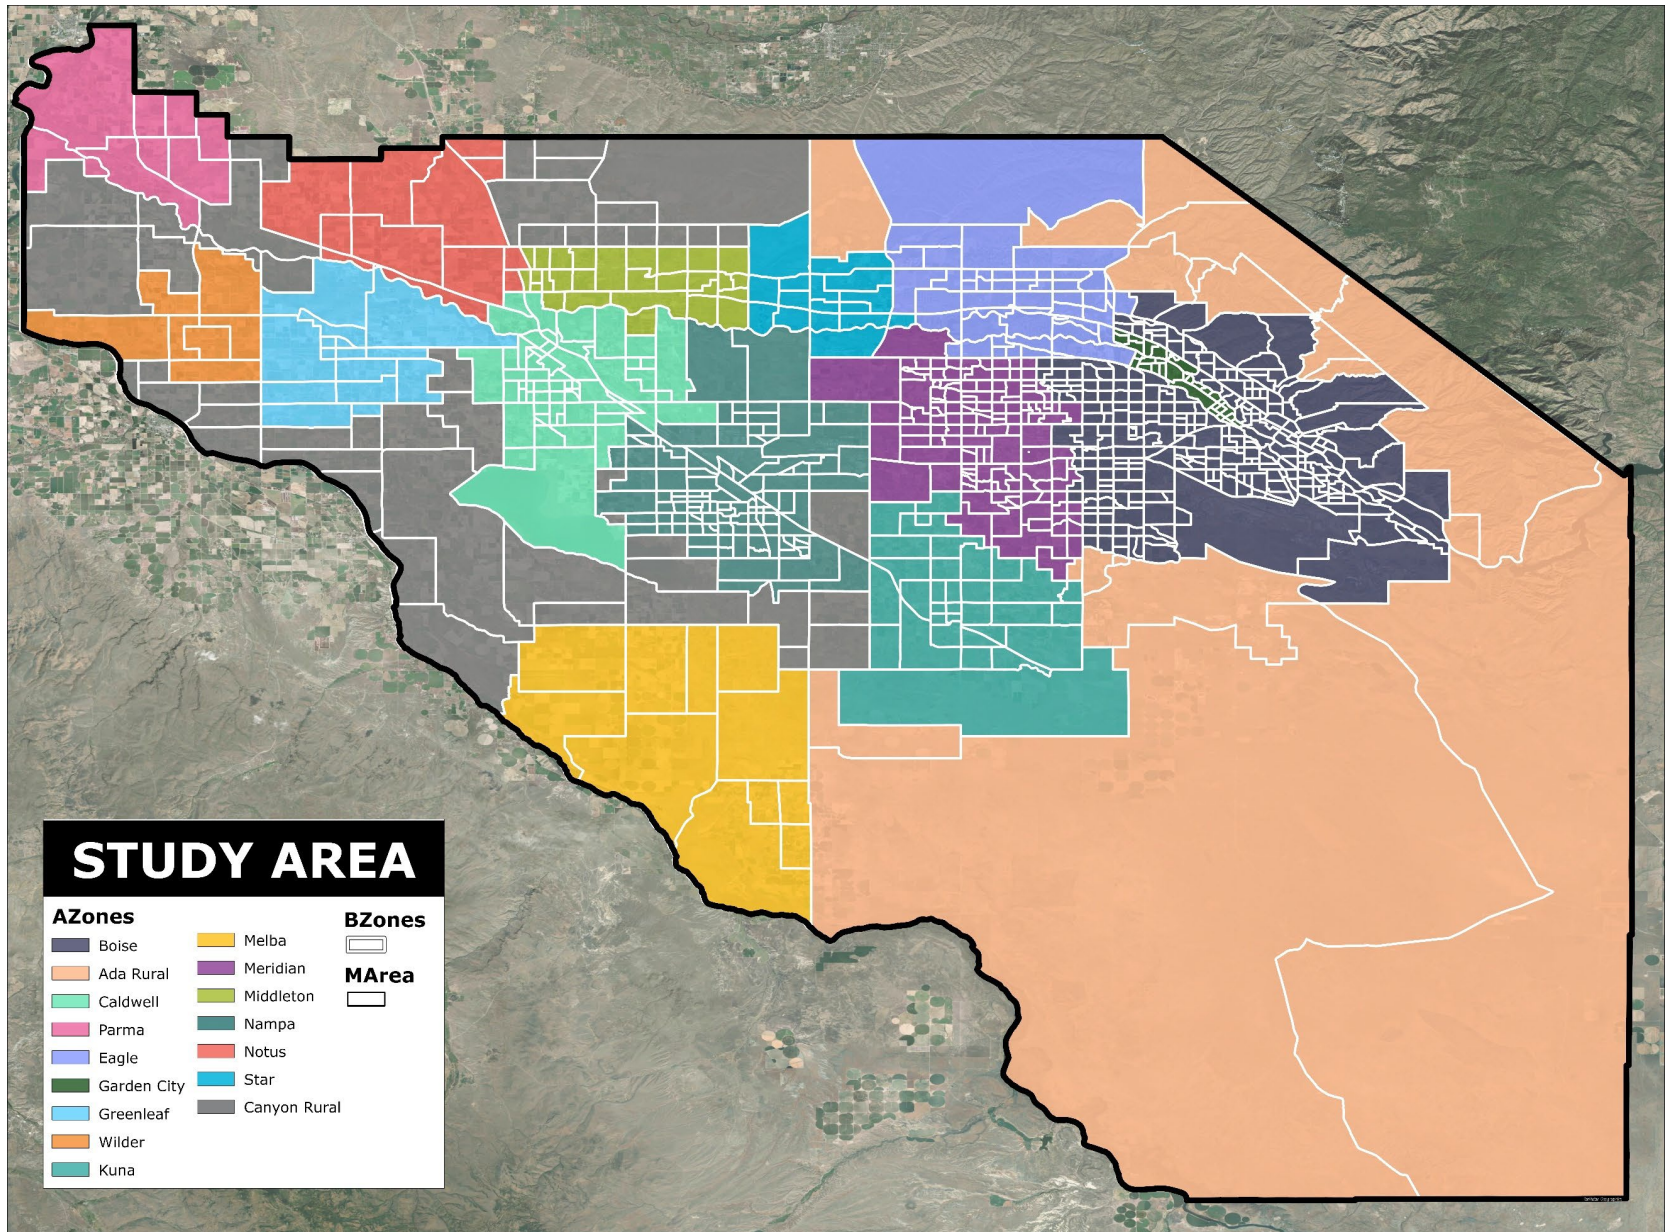 STUDY AREA
AZones
Boise
Ada Rural
Caldwell
Parma
Eagle
Garden City
Greenleaf
Wilder
Kuna
Melba
Meridian
Middleton
Nampa
Notus
Star
Canyon Rural
BZones
MArea